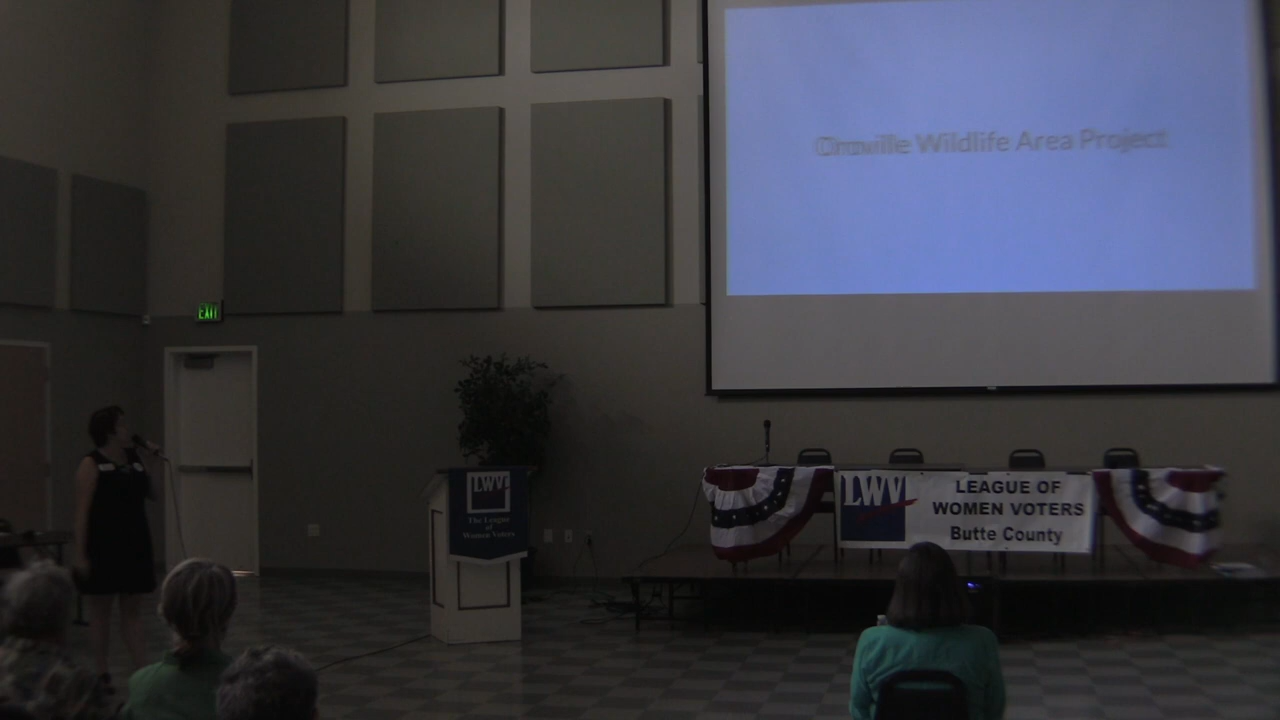 Oroville Wildlife Area Project
EXIT
LWV
The League
of
Women Voters
LWV
LEAGUE OF
WOMEN VOTERS
Butte County